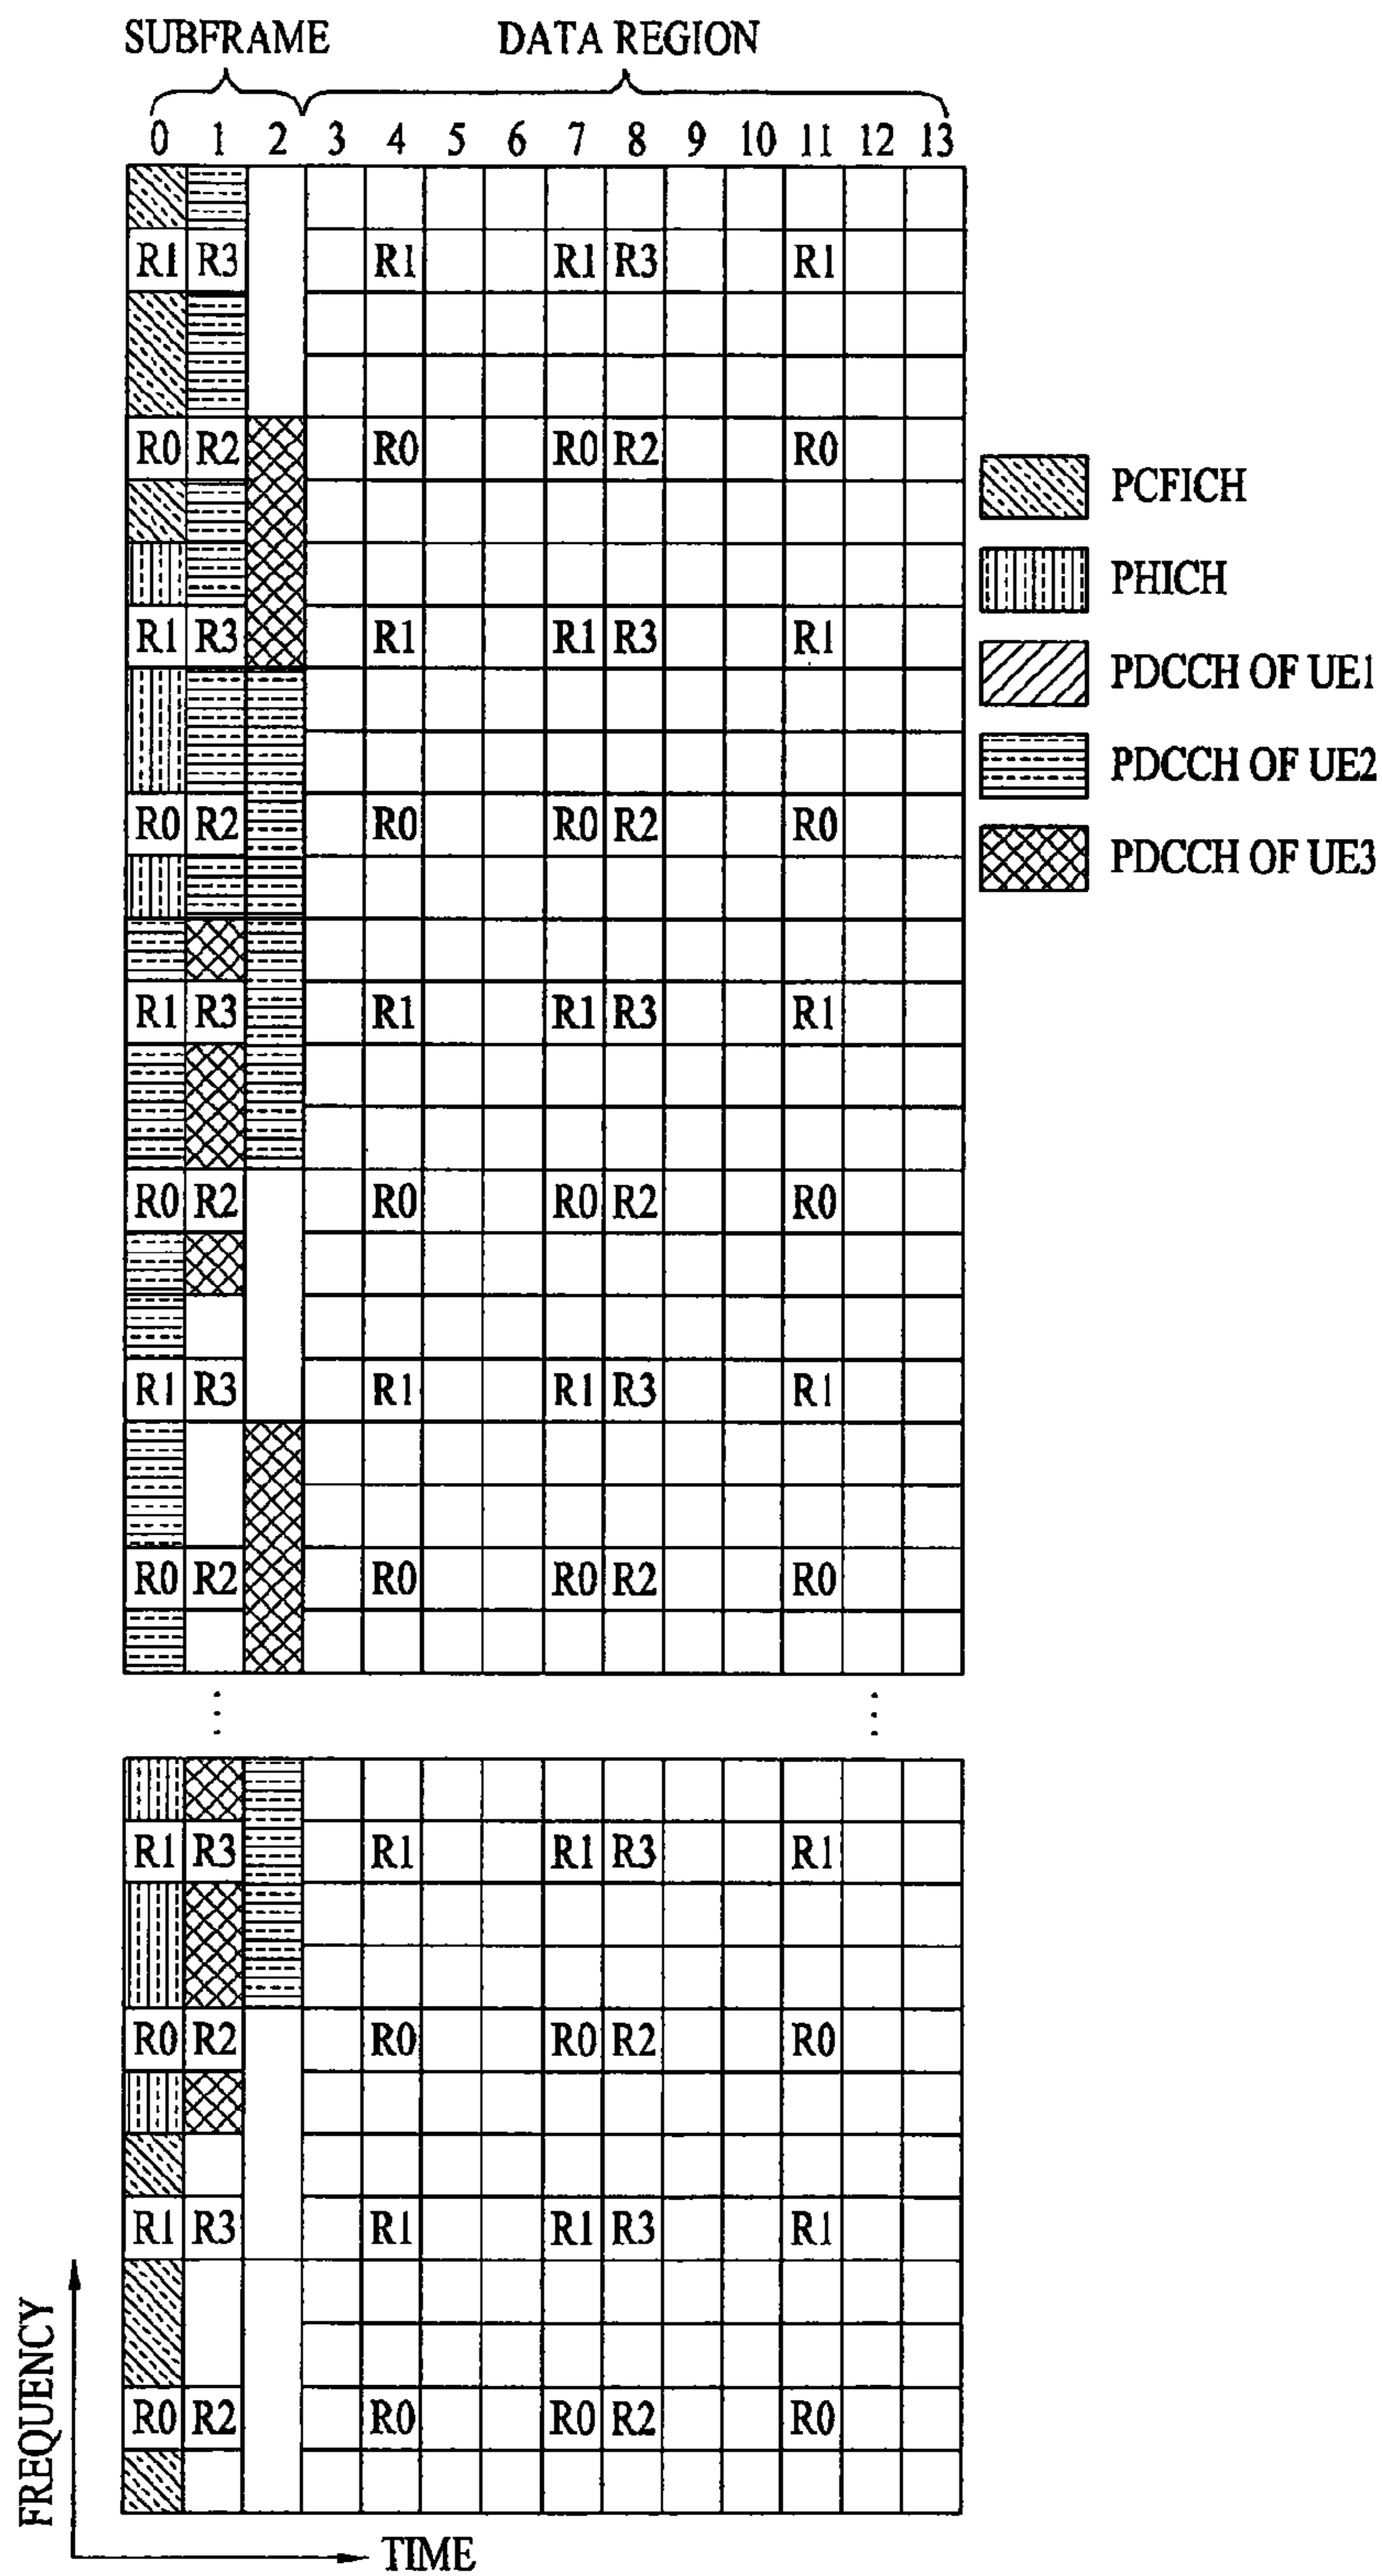 SUBFRAME DATA REGION
0 1 2 3 4 5 6 7 8 9 10 11 12 13
R1 R3 R1 R1 R3 R1
R0 R2 R0 R0 R2 R0
PCFICH
PHICH
R1 R3 R1 R1 R3 R1
PDCCH OF UE1
PDCCH OF UE2
R0 R2 R0 R0 R2 R0
PDCCH OF UE3
R1 R3 R1 R1 R3 R1
R0 R2 R0 R0 R2 R0
R1 R3 R1 R1 R3 R1
R0 R2 R0 R0 R2 R0
R1 R3 R1 R1 R3 R1
R0 R2 R0 R0 R2 R0
R1 R3 R1 R1 R3 R1
R0 R2 R0 R0 R2 R0
FREQUENCY
TIME